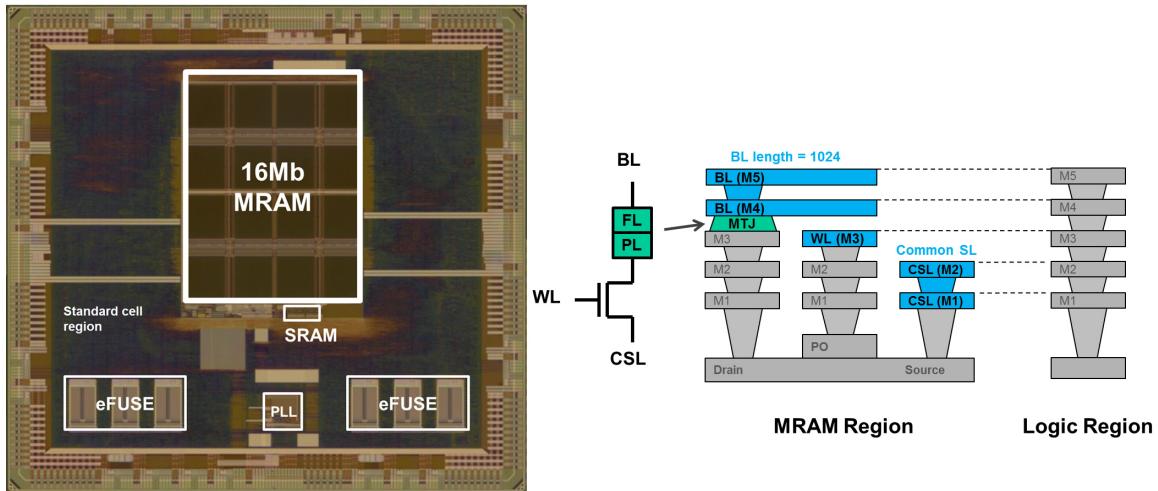 16Mb
MRAM
Standard cell
region
SRAM
eFUSE
PLL
eFUSE
BL
FL
PL
WL
CSL
BL length = 1024
BL (M5)
BL (M4)
MTJ
M3
M2
M1
Drain
WL (M3)
M2
M1
PO
Common SL
CSL (M2)
CSL (M1)
Source
M5
M4
M3
M2
M1
MRAM Region
Logic Region